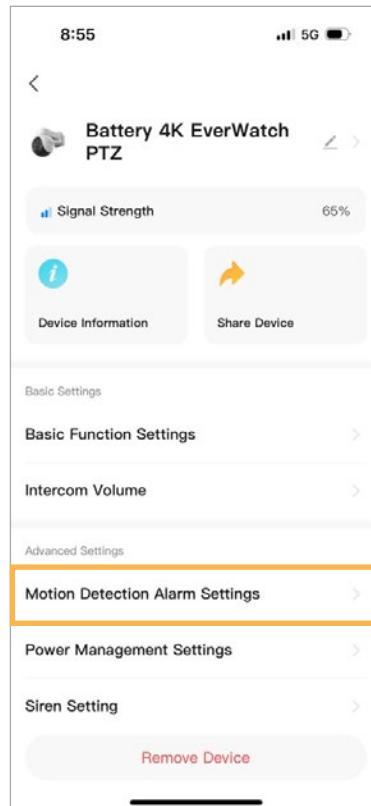 8:55
5G
Battery 4K EverWatch
PTZ
Signal Strength 65%
Device Information Share Device
Basic Settings
Basic Function Settings
Intercom Volume
Advanced Settings
Motion Detection Alarm Settings
Power Management Settings
Siren Setting
Remove Device